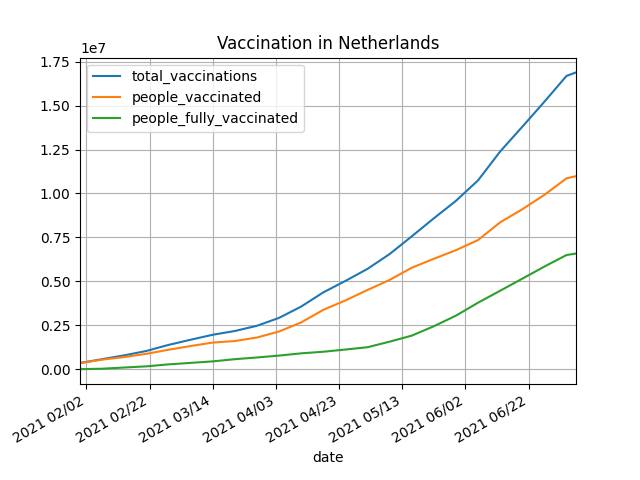 Vaccination in Netherlands
1e7
total_vaccinations
people_vaccinated
people_fully_vaccinated
1.75
1.50
1.25
1.00
0.75
0.50
0.25
0.00
2021 02/02
2021 02/22
2021 03/14
2021 04/03
2021 04/23
2021 05/13
2021 06/02
2021 06/22
date